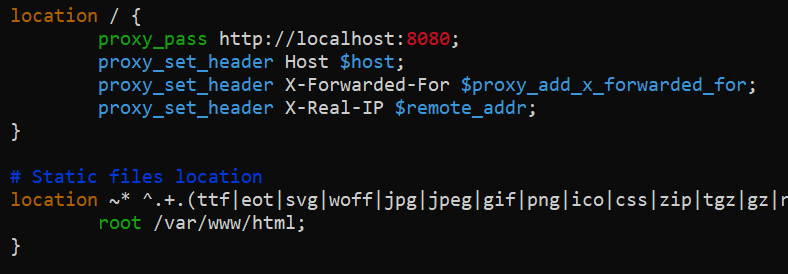 location / {
proxy_pass http://localhost:8080;
proxy_set_header Host $host;
proxy_set_header X-Forwarded-For $proxy_add_x_forwarded_for;
proxy_set_header X-Real-IP $remote_addr;
}
# Static files location
location ~* ^.+.(ttf|eot|svg|woff|jpg|jpeg|gif|png|ico|css|zip|tgz|gz|
root /var/www/html;
}